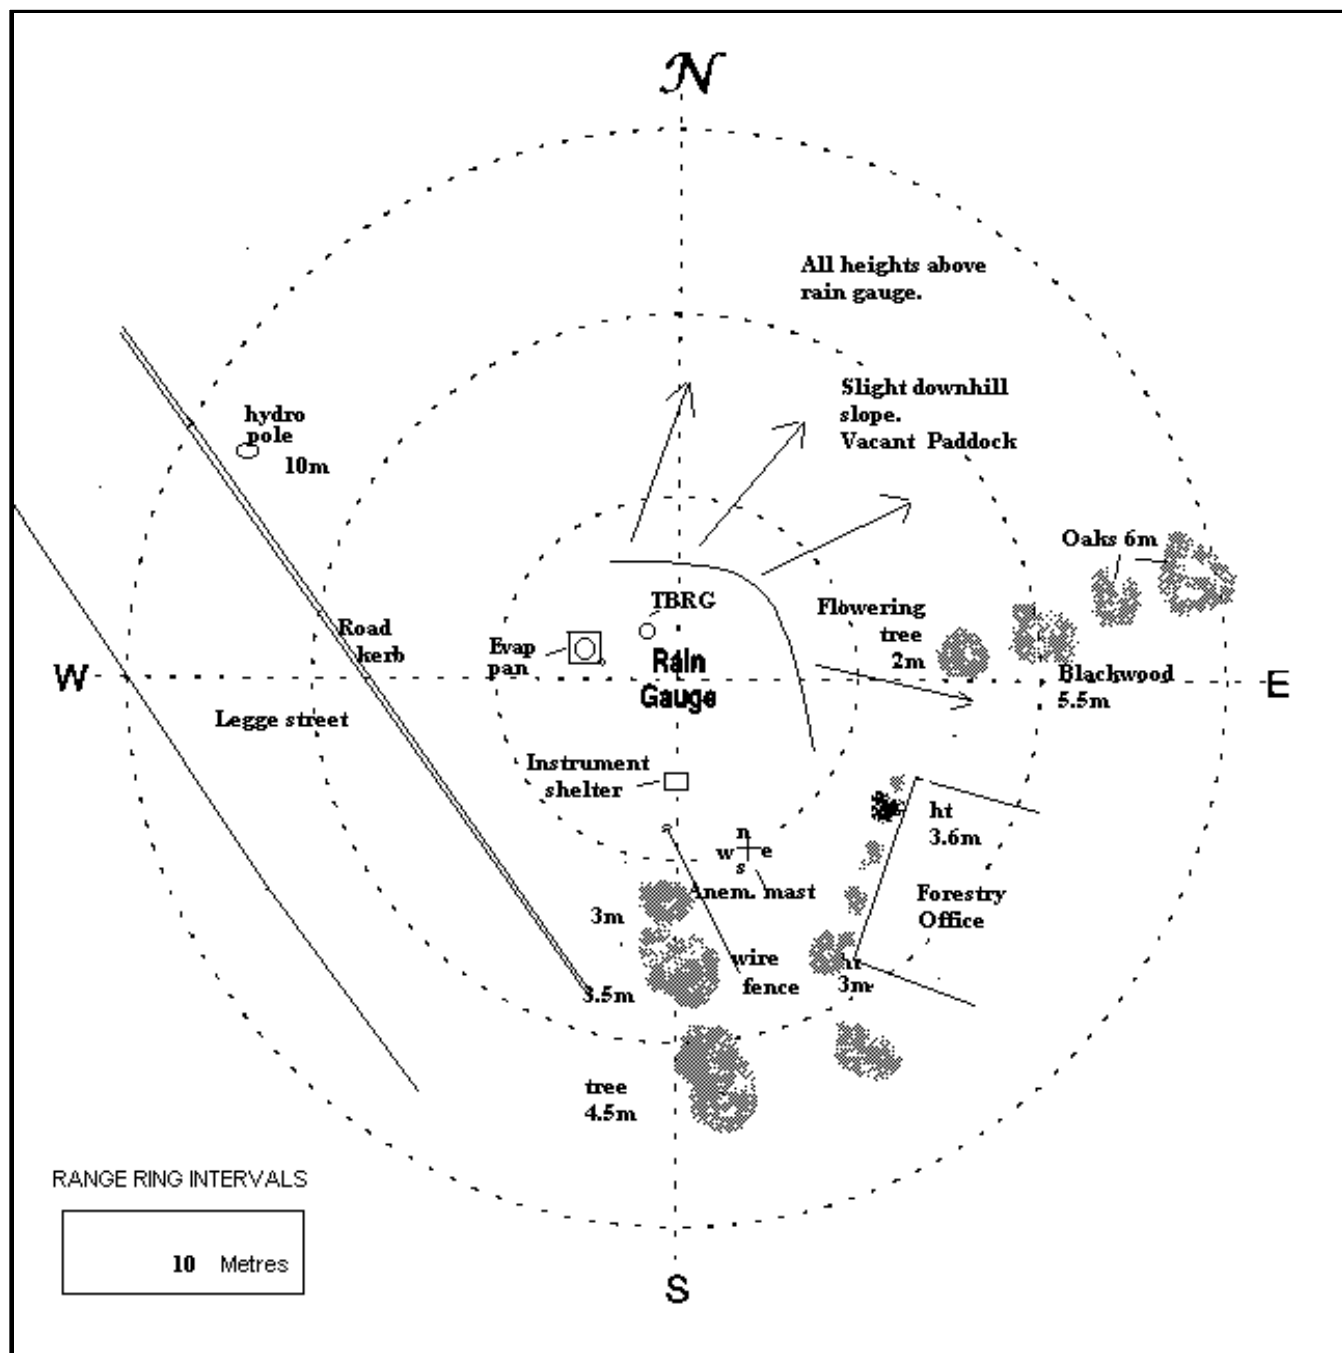 N
All heights above
rain gauge.
Slight downhill
slope.
Vacant Paddock
hydro
pole
10m
Oaks 6m
TBRG
Flowering
tree
2m
Road
kerb
Evap
pan
Rain
Gauge
W
E
Blackwood
5.5m
Legge street
Instrument
shelter
ht
3.6m
n
w e
s
Anem. mast
Forestry
Office
3m
wire
fence
ht
3m
3.5m
tree
4.5m
RANGE RING INTERVALS
10 Metres
S